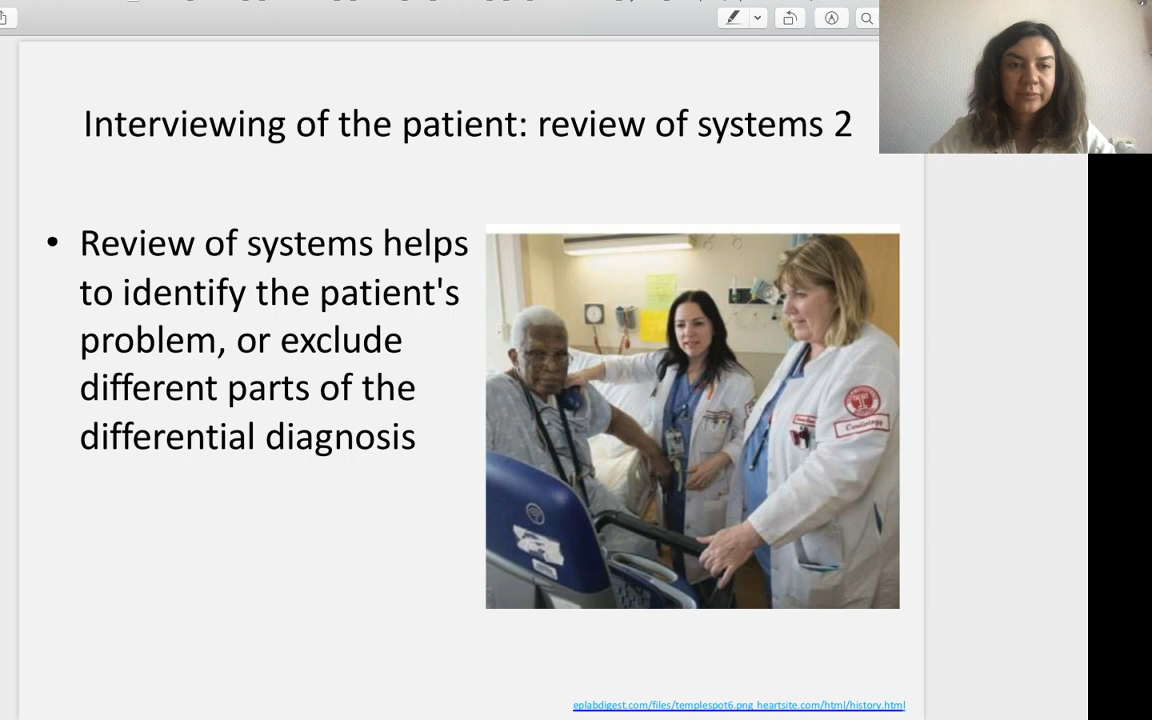 Interviewing of the patient: review of systems 2
• Review of systems helps
to identify the patient's
problem, or exclude
different parts of the
differential diagnosis
Cardiology
eplabdigest.com/files/templespot6.png heartsite.com/html/history.html